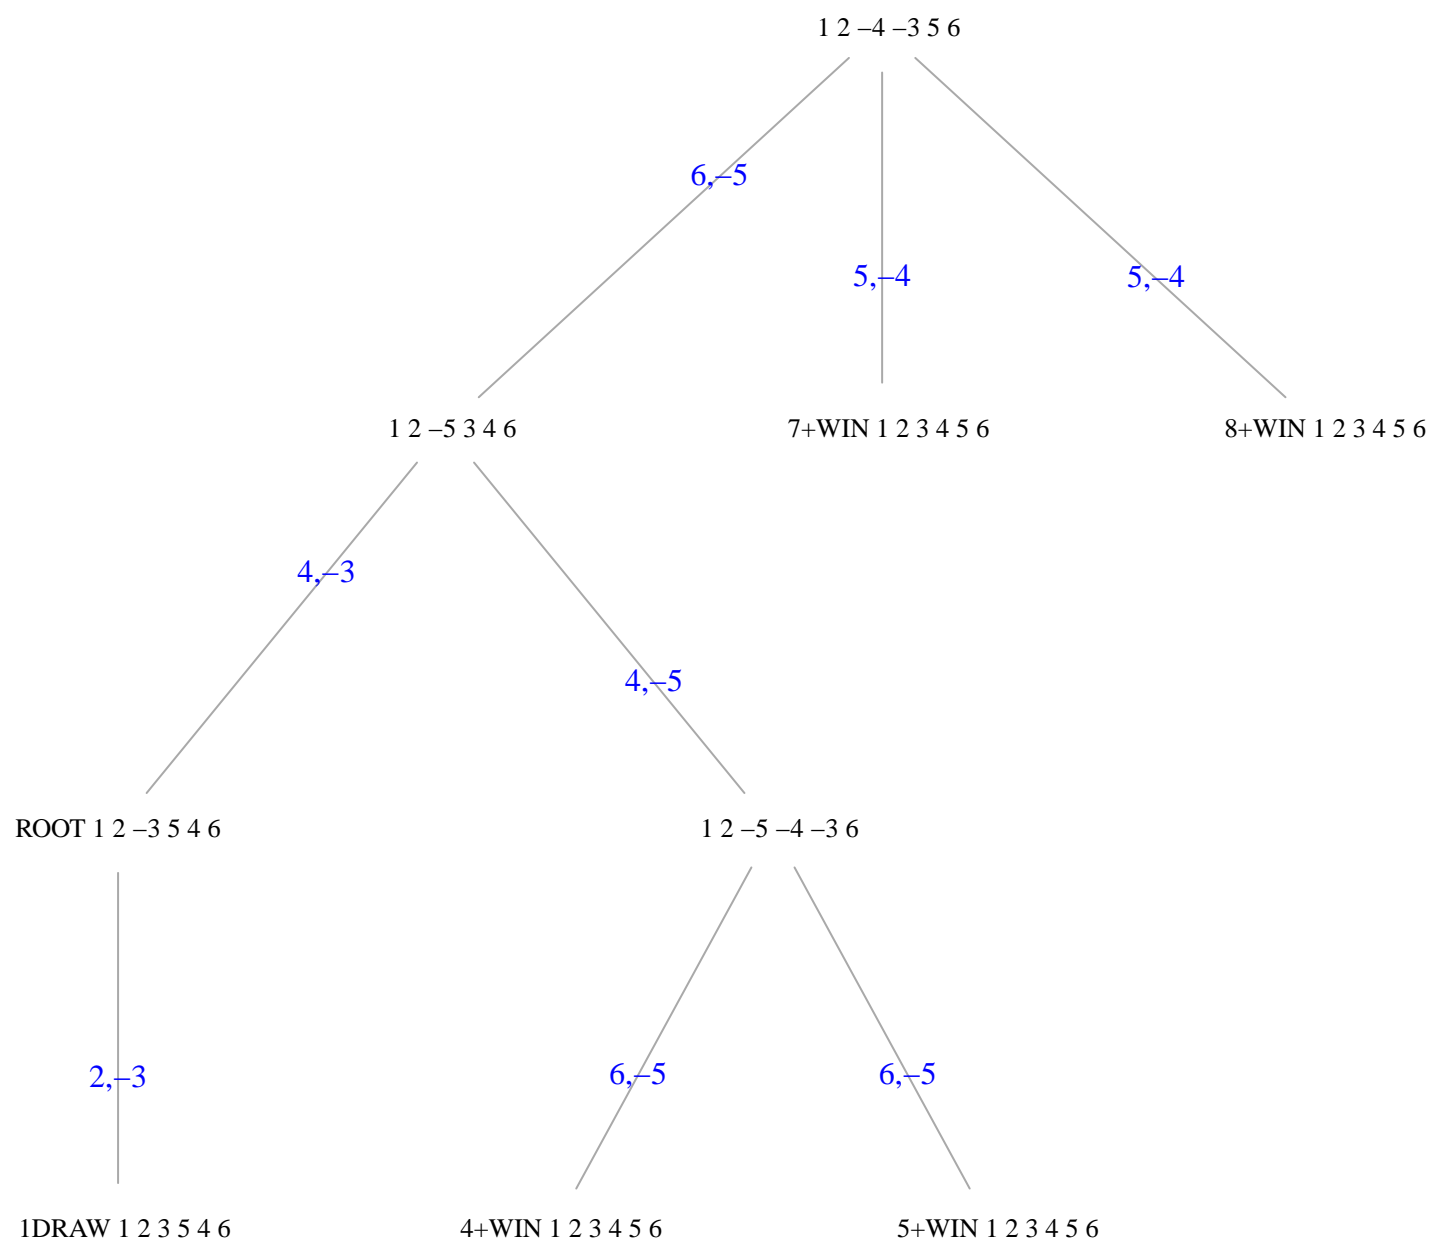 1 2 –4 –3 5 6
6,–5
5,–4
5,–4
1 2 –5 3 4 6
7+WIN 1 2 3 4 5 6
8+WIN 1 2 3 4 5 6
4,–3
4,–5
ROOT 1 2 –3 5 4 6
1 2 –5 –4 –3 6
2,–3
6,–5
6,–5
1DRAW 1 2 3 5 4 6
4+WIN 1 2 3 4 5 6
5+WIN 1 2 3 4 5 6